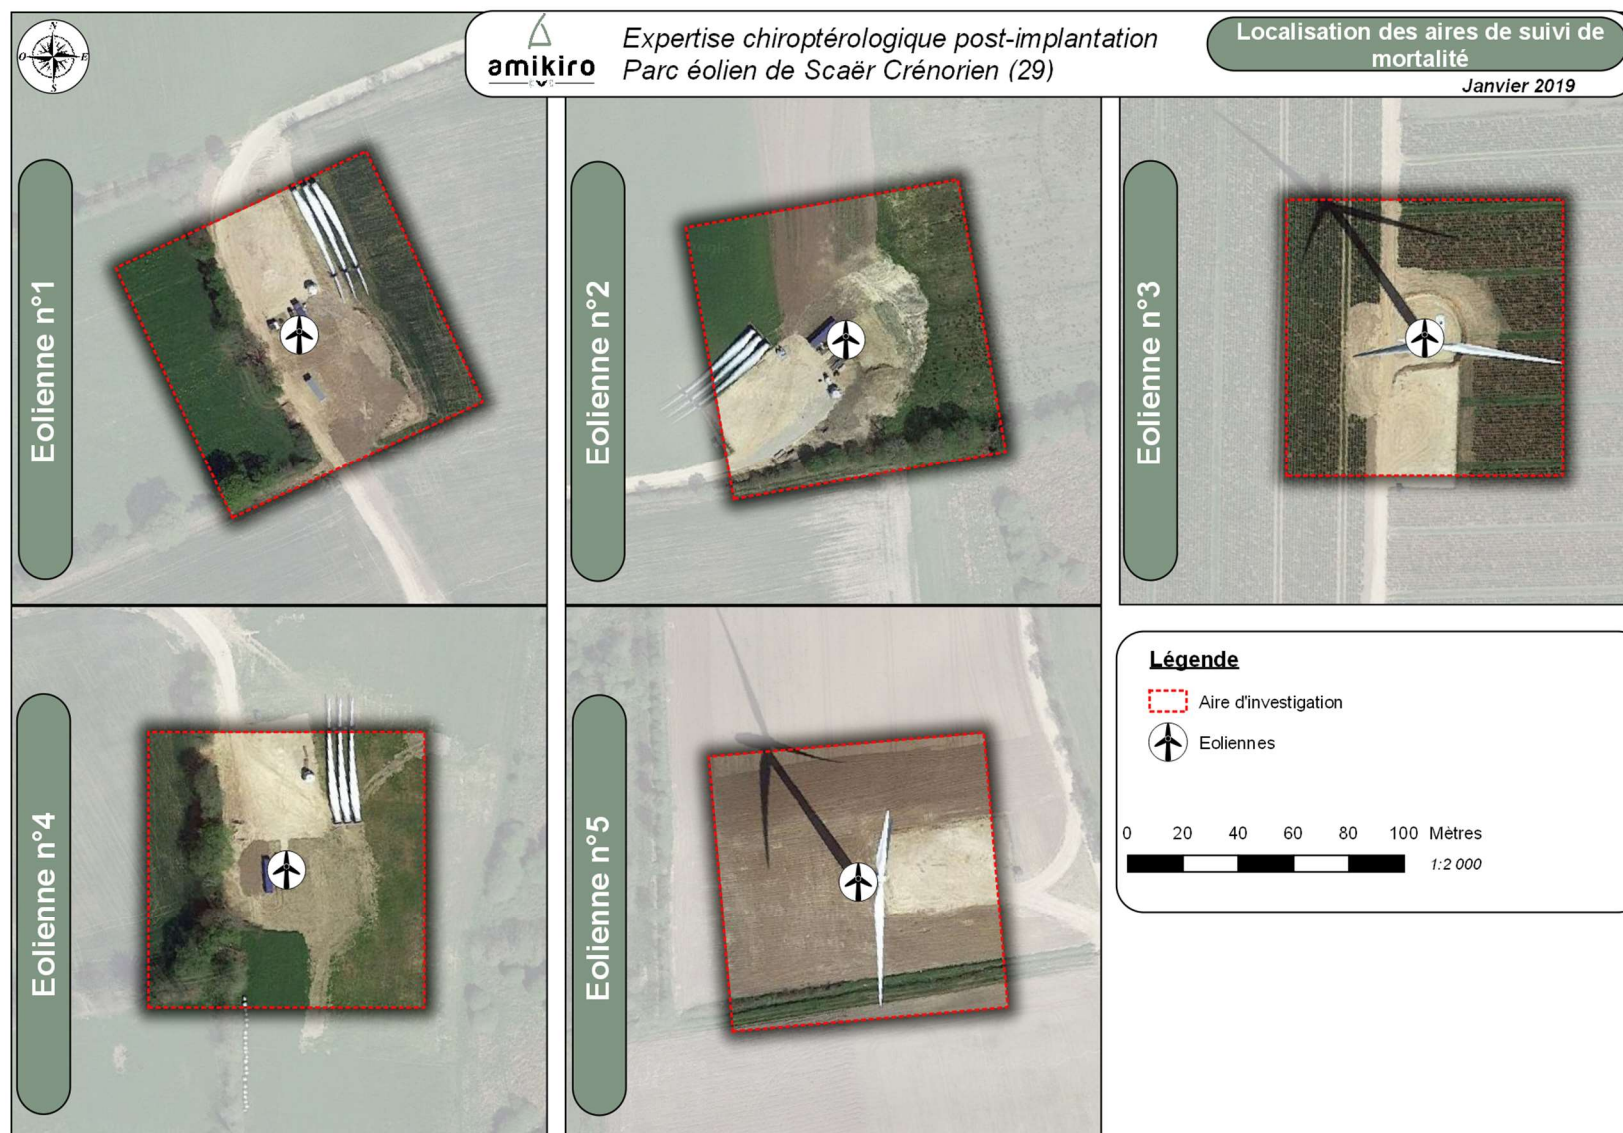 N
O
E
S
amikiro
Expertise chiroptérologique post-implantation
Parc éolien de Scaër Crénorien (29)
Localisation des aires de suivi de
mortalité
Janvier 2019
Eolienne n°1
Eolienne n°2
Eolienne n°3
Eolienne n°4
Eolienne n°5
Légende
Aire d'investigation
Eoliennes
0 20 40 60 80 100 Mètres
1:2 000